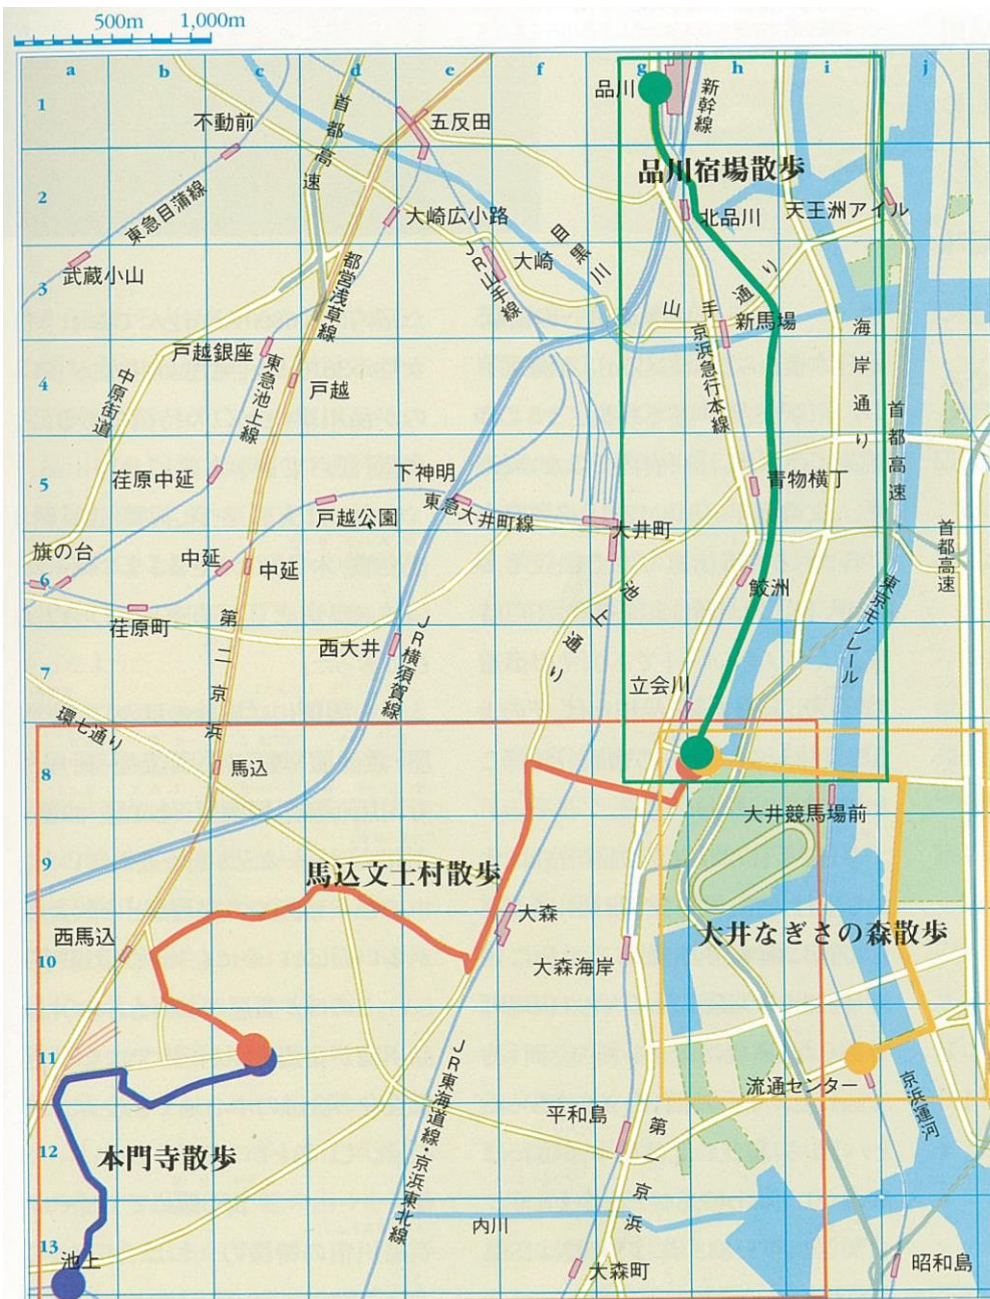 500m 1,000m
a b c d e f g h i j
1
2
3
4
5
6
7
8
9
10
11
12
13
品川
新幹線
不動前
首都高速
五反田
品川宿場散歩
東急目蒲線
大崎広小路
北品川
天王洲アイル
武蔵小山
都営浅草線
JR山手線
大崎
目黒川
山手通り
新馬場
海岸通り
戸越銀座
戸越
中原街道
東急池上線
京浜急行本線
首都高速
荏原中延
戸越公園
下神明
東急大井町線
大井町
青物横丁
首都高速
旗の台
中延
中延
鮫洲
荏原町
第二京浜
西大井
JR横須賀線
池上通り
東京モノレール
立会川
環七通り
馬込
大井競馬場前
馬込文士村散歩
西馬込
大森
大森海岸
大井なぎさの森散歩
流通センター
京浜運河
JR東海道線・京浜東北線
平和島
第一京浜
本門寺散歩
内川
池上
大森町
昭和島